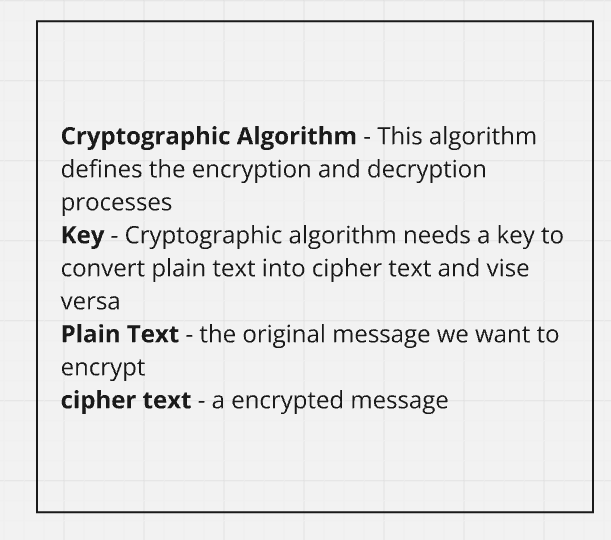 Cryptographic Algorithm - This algorithm
defines the encryption and decryption
processes
Key - Cryptographic algorithm needs a key to
convert plain text into cipher text and vise
versa
Plain Text - the original message we want to
encrypt
cipher text - a encrypted message